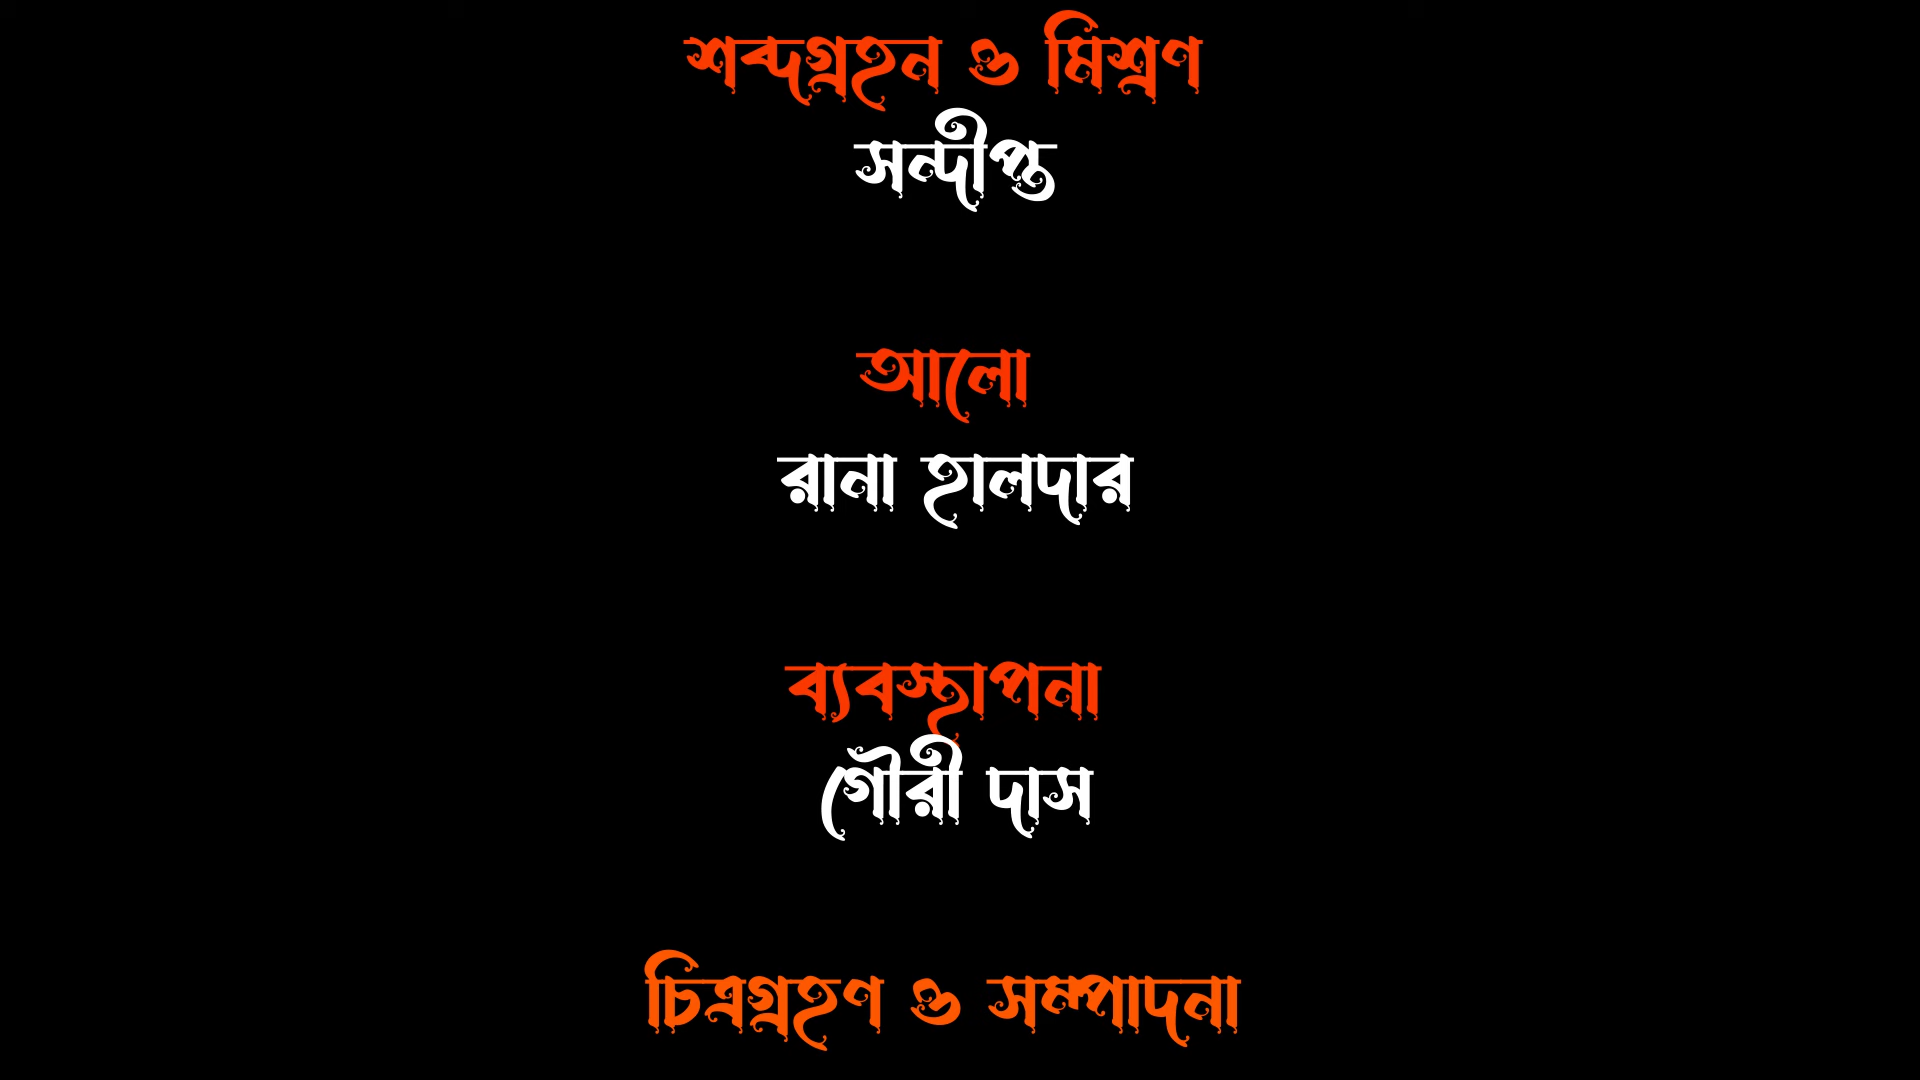 শব্দগ্রহন ও মিশ্রণ
সন্দীপ্ত
আলো
রানা হালদার
ব্যবস্থাপনা
গৌরী দাস
চিত্রগ্রহণ ও সম্পাদনা